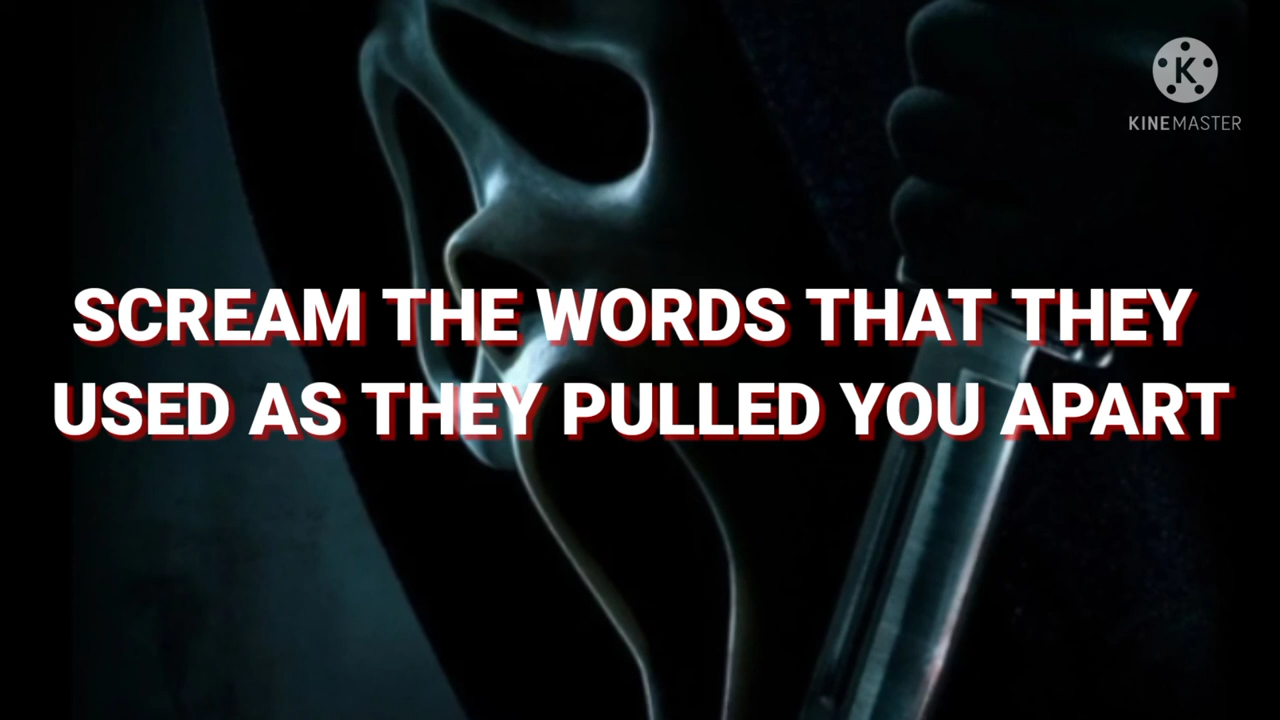 KINEMASTER
SCREAM THE WORDS THAT THEY
USED AS THEY PULLED YOU APART